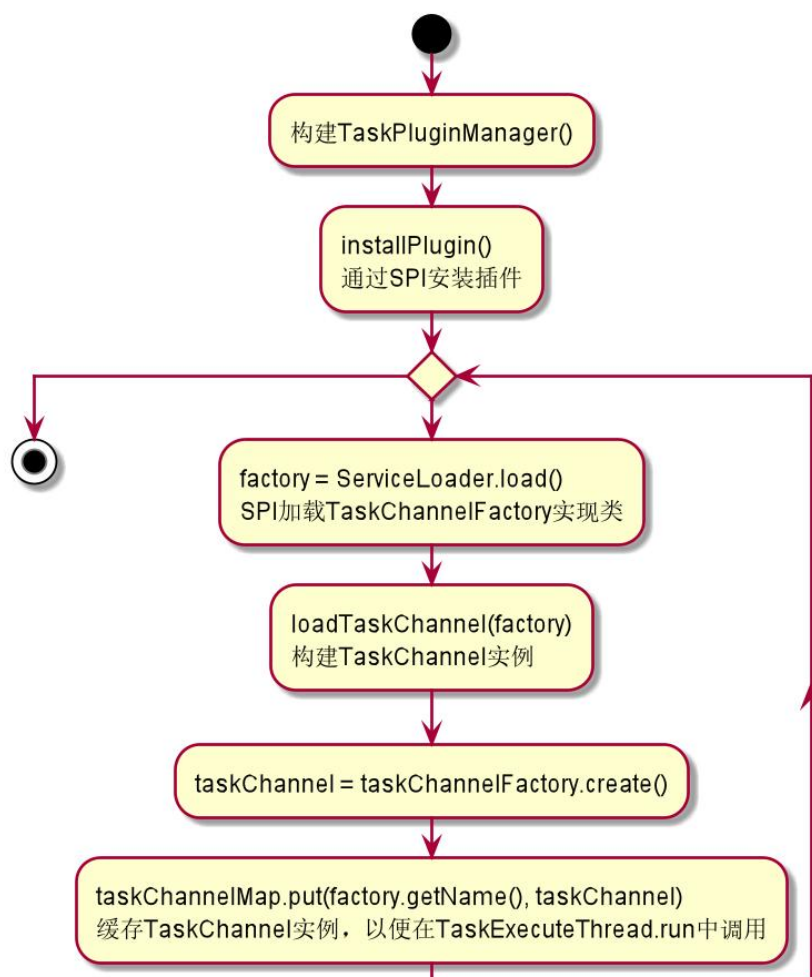 构建TaskPluginManager()
installPlugin()
通过SPI安装插件
factory = ServiceLoader.load()
SPI加载TaskChannelFactory实现类
loadTaskChannel(factory)
构建TaskChannel实例
taskChannel = taskChannelFactory.create()
taskChannelMap.put(factory.getName(), taskChannel)
缓存TaskChannel实例，以便在TaskExecuteThread.run中调用